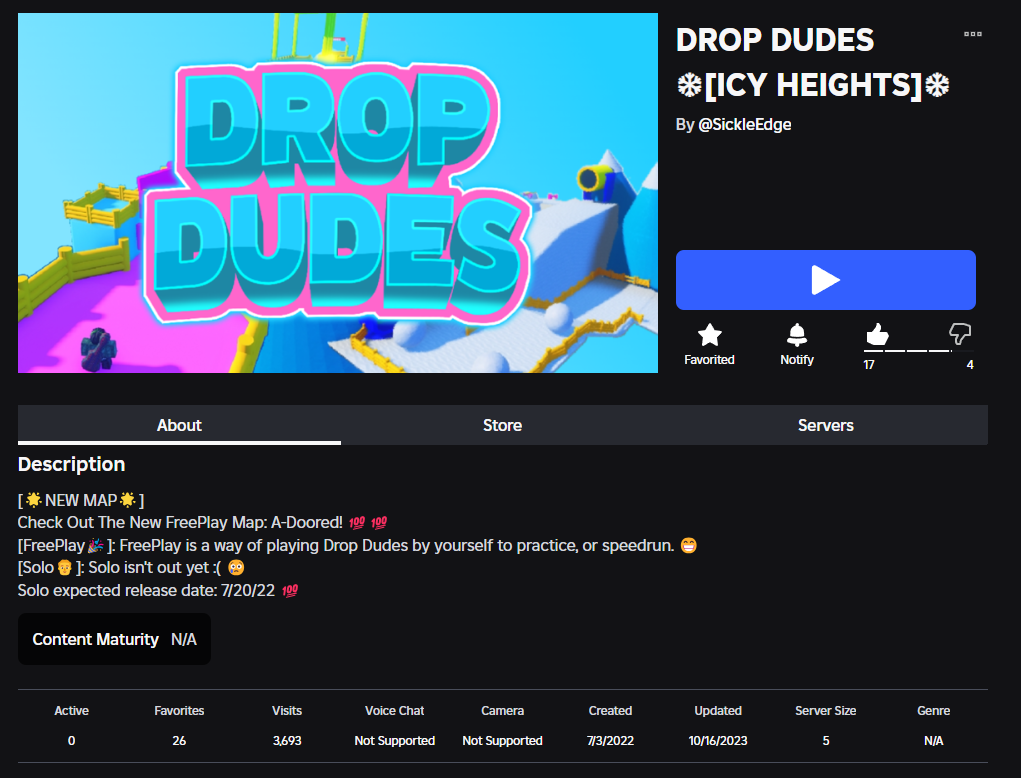 DROP
DUDES
DROP DUDES
❄[ICY HEIGHTS]❄
By @SickleEdge
Favorited
Notify
17
4
About
Store
Servers
Description
[🌟NEW MAP🌟]
Check Out The New FreePlay Map: A-Doored! 💯 💯
[FreePlay🎉]: FreePlay is a way of playing Drop Dudes by yourself to practice, or speedrun. 😁
[Solo👴]: Solo isn't out yet :( 😳
Solo expected release date: 7/20/22 💯
Content Maturity N/A
Active Favorites Visits Voice Chat Camera Created Updated Server Size Genre
0 26 3,693 Not Supported Not Supported 7/3/2022 10/16/2023 5 N/A